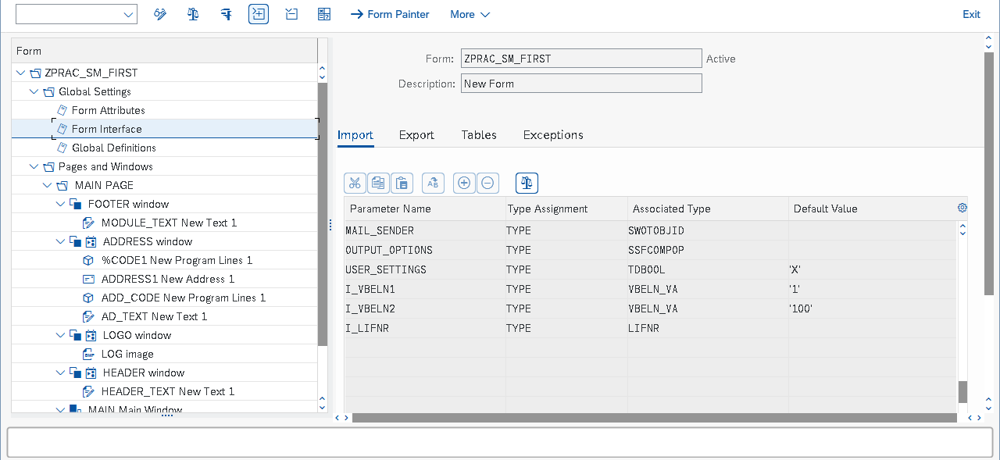 Form Painter More Exit
Form
ZPRAC_SM_FIRST
Global Settings
Form Attributes
Form Interface
Global Definitions
Pages and Windows
MAIN PAGE
FOOTER window
MODULE_TEXT New Text 1
ADDRESS window
%CODE1 New Program Lines 1
ADDRESS1 New Address 1
ADD_CODE New Program Lines 1
AD_TEXT New Text 1
LOGO window
LOG image
HEADER window
HEADER_TEXT New Text 1
MAIN Main Window
Form: ZPRAC_SM_FIRST Active
Description: New Form
Import Export Tables Exceptions
Parameter Name Type Assignment Associated Type Default Value
MAIL_SENDER TYPE SWOTOBJID
OUTPUT_OPTIONS TYPE SSFCOMPOP
USER_SETTINGS TYPE TDBOOL 'X'
I_VBELN1 TYPE VBELN_VA '1'
I_VBELN2 TYPE VBELN_VA '100'
I_LIFNR TYPE LIFNR